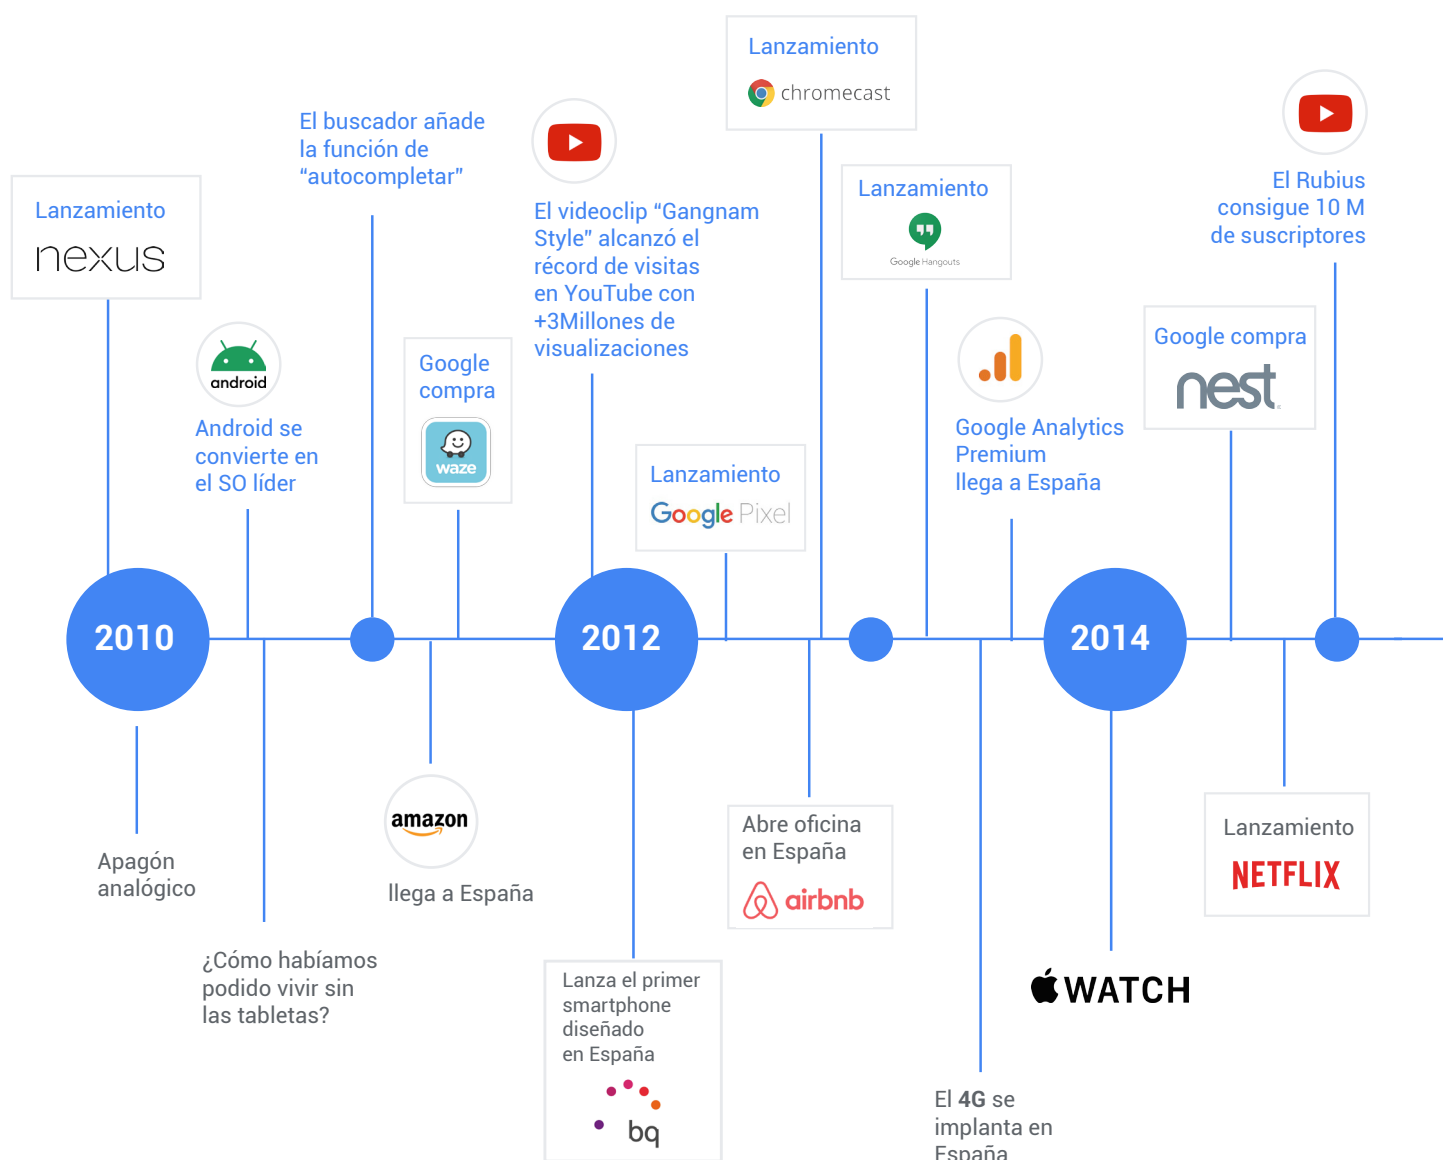 Lanzamiento
chromecast
El buscador añade
la función de
“autocompletar”
El Rubius
consigue 10 M
de suscriptores
Lanzamiento
nexus
El videoclip “Gangnam
Style” alcanzó el
récord de visitas
en YouTube con
+3Millones de
visualizaciones
Lanzamiento
Google Hangouts
android
Android se
convierte en
el SO líder
Google
compra
waze
Google compra
nest
Google Analytics
Premium
llega a España
Lanzamiento
Google Pixel
2010
2012
2014
Apagón
analógico
amazon
llega a España
Abre oficina
en España
airbnb
Lanzamiento
NETFLIX
¿Cómo habíamos
podido vivir sin
las tabletas?
Lanza el primer
smartphone
diseñado
en España
bq
WATCH
El 4G se
implanta en
España